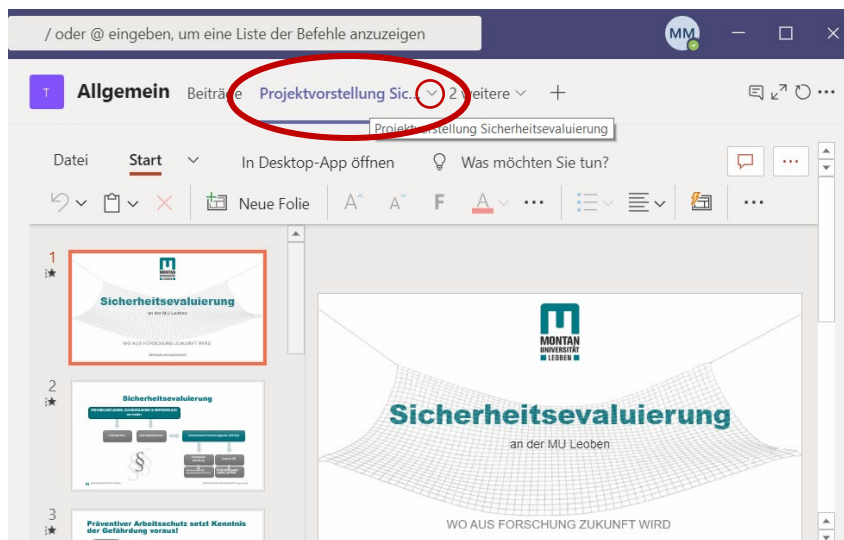 / oder @ eingeben, um eine Liste der Befehle anzuzeigen
MM
T Allgemein Beiträge Projektvorstellung Sic... 2 weitere +
Projektvorstellung Sicherheitsevaluierung
Datei Start In Desktop-App öffnen Was möchten Sie tun?
Neue Folie A A F A
1
MONTAN
UNIVERSITÄT
LEOBEN
Sicherheitsevaluierung
an der MU Leoben
WO AUS FORSCHUNG ZUKUNFT WIRD
2
Sicherheitsevaluierung
§
3
Präventiver Arbeitsschutz setzt Kenntnis
der Gefährdung voraus!
MONTAN
UNIVERSITÄT
LEOBEN
Sicherheitsevaluierung
an der MU Leoben
WO AUS FORSCHUNG ZUKUNFT WIRD